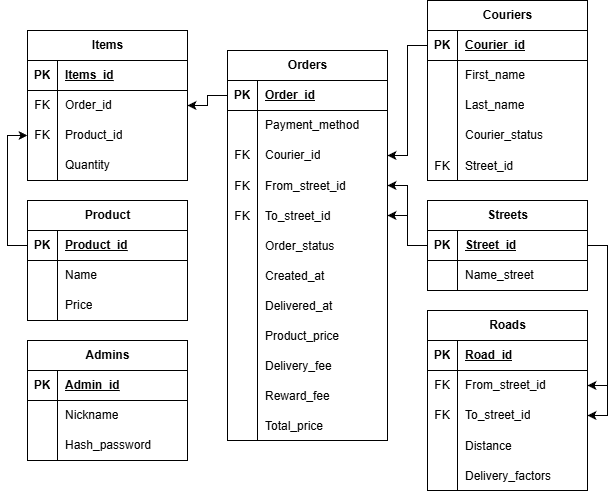 Items
PK Items_id
FK Order_id
FK Product_id
Quantity
Product
PK Product_id
Name
Price
Admins
PK Admin_id
Nickname
Hash_password
Orders
PK Order_id
Payment_method
FK Courier_id
FK From_street_id
FK To_street_id
Order_status
Created_at
Delivered_at
Product_price
Delivery_fee
Reward_fee
Total_price
Couriers
PK Courier_id
First_name
Last_name
Courier_status
FK Street_id
Streets
PK Street_id
Name_street
Roads
PK Road_id
FK From_street_id
FK To_street_id
Distance
Delivery_factors